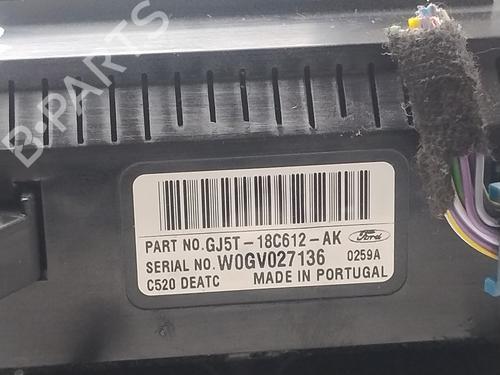 B-PARTS
PART NO. GJ5T-18C612-AK Ford
SERIAL NO. W0GV027136 0259A
C520 DEATC MADE IN PORTUGAL